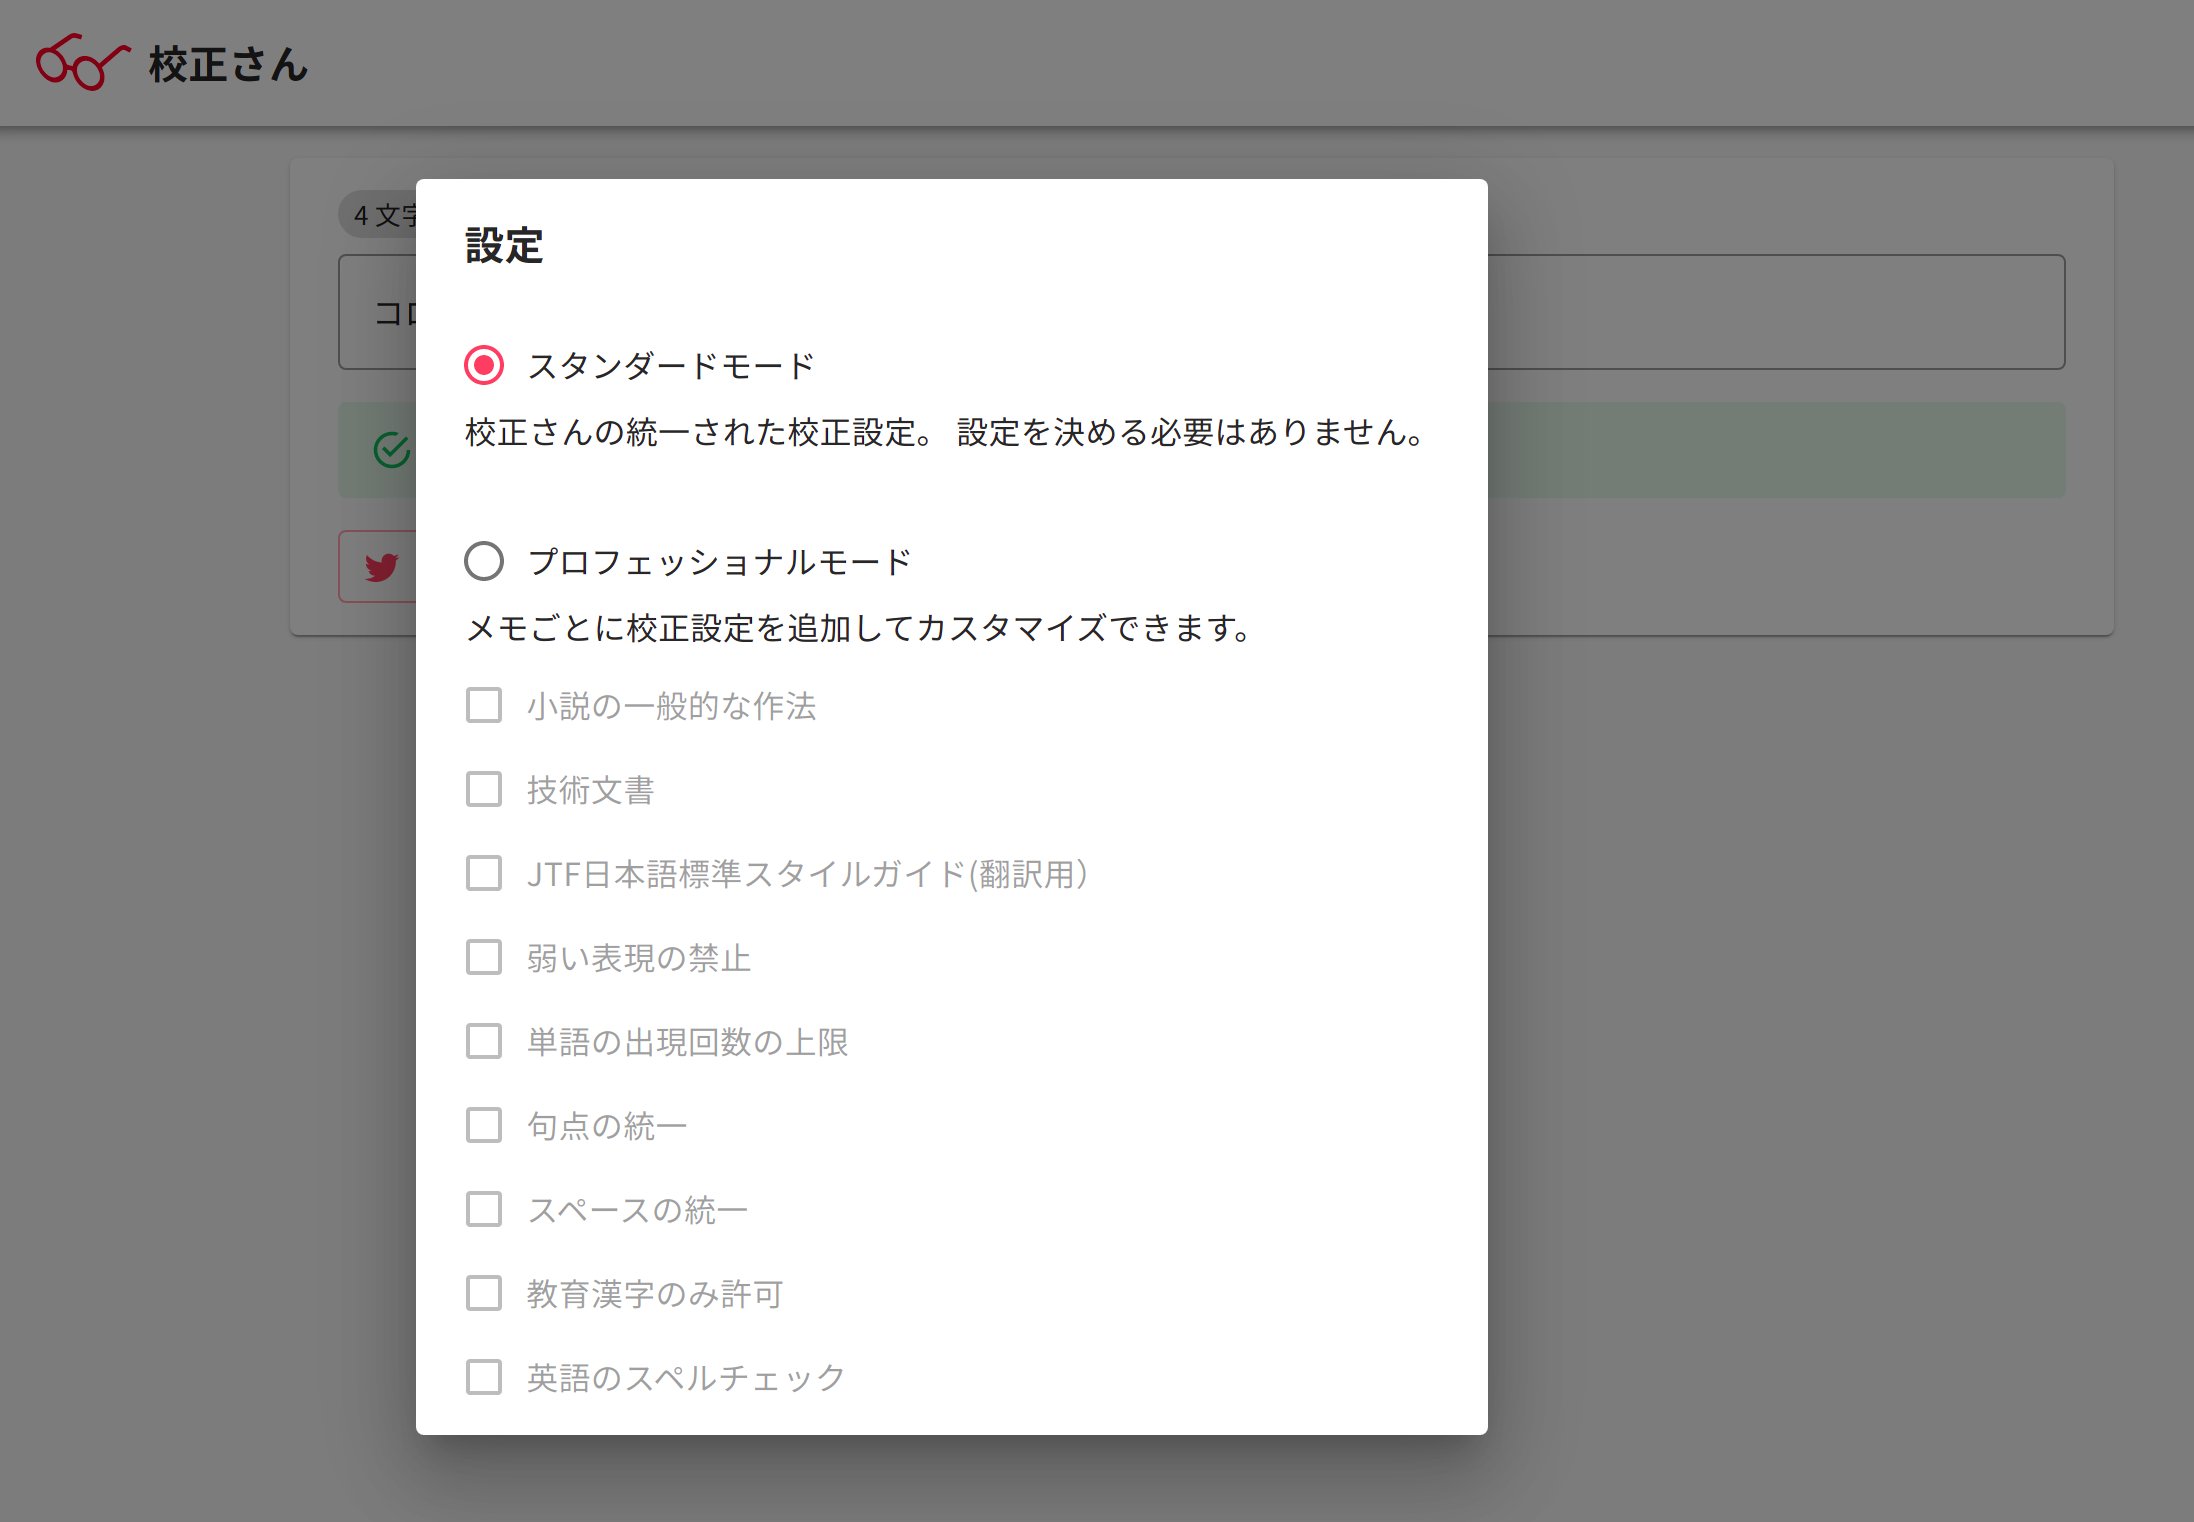 校正さん
4 文字
コロ
設定
スタンダードモード
校正さんの統一された校正設定。 設定を決める必要はありません。
プロフェッショナルモード
メモごとに校正設定を追加してカスタマイズできます。
小説の一般的な作法
技術文書
JTF日本語標準スタイルガイド(翻訳用）
弱い表現の禁止
単語の出現回数の上限
句点の統一
スペースの統一
教育漢字のみ許可
英語のスペルチェック